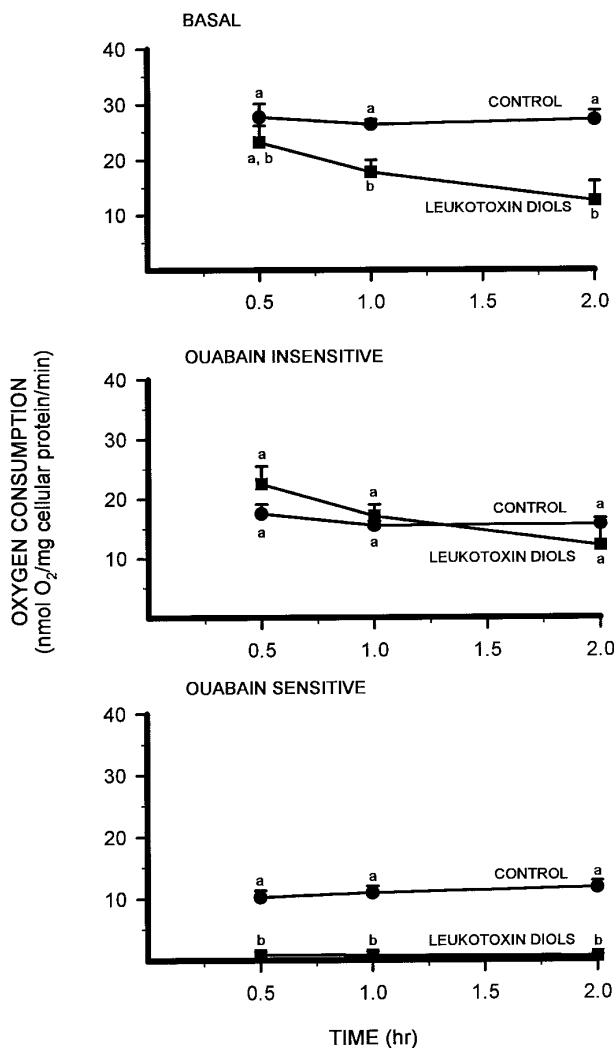 BASAL
40
30
20
10
a
a
a
CONTROL
a, b
b
b
LEUKOTOXIN DIOLS
0.5
1.0
1.5
2.0
OUABAIN INSENSITIVE
40
30
20
10
a
a
a
CONTROL
a
a
a
LEUKOTOXIN DIOLS
0.5
1.0
1.5
2.0
OXYGEN CONSUMPTION
(nmol O₂/mg cellular protein/min)
OUABAIN SENSITIVE
40
30
20
10
a
a
a
CONTROL
b
b
b
LEUKOTOXIN DIOLS
0.5
1.0
1.5
2.0
TIME (hr)